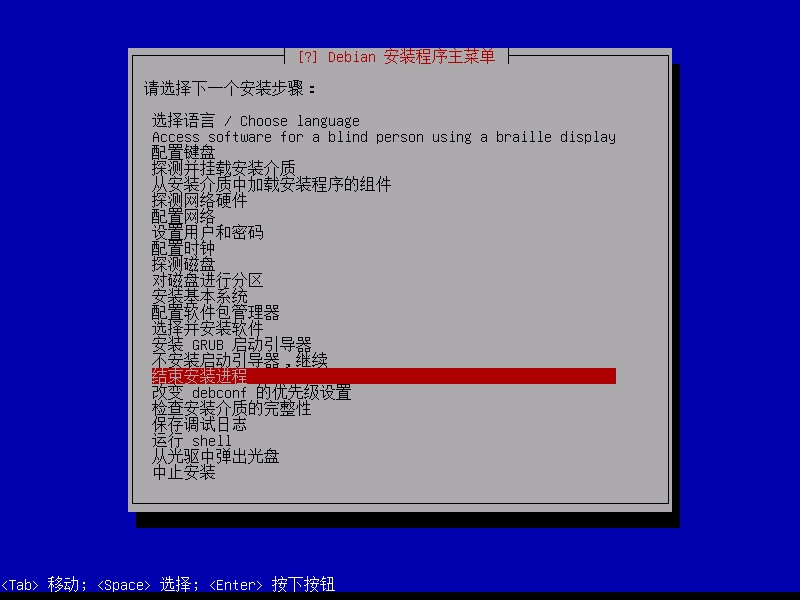 [?] Debian 安装程序主菜单
请选择下一个安装步骤：
选择语言 / Choose language
Access software for a blind person using a braille display
配置键盘
探测并挂载安装介质
从安装介质中加载安装程序的组件
探测网络硬件
配置网络
设置用户和密码
配置时钟
探测磁盘
对磁盘进行分区
安装基本系统
配置软件包管理器
选择并安装软件
安装 GRUB 启动引导器
不安装启动引导器，继续
结束安装进程
改变 debconf 的优先级设置
检查安装介质的完整性
保存调试日志
运行 shell
从光驱中弹出光盘
中止安装
<Tab> 移动; <Space> 选择; <Enter> 按下按钮